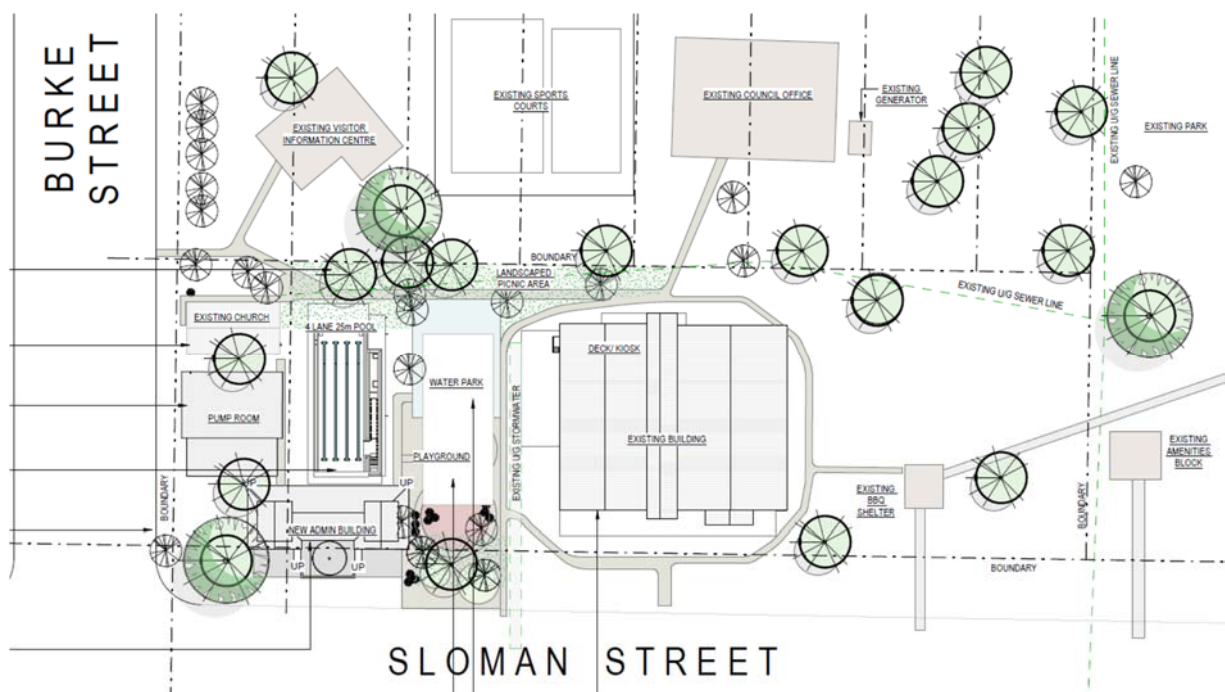 BURKE
STREET
EXISTING VISITOR
INFORMATION CENTRE
EXISTING SPORTS
COURTS
EXISTING COUNCIL OFFICE
EXISTING
GENERATOR
EXISTING U/G SEWER LINE
EXISTING PARK
BOUNDARY
LANDSCAPED
PICNIC AREA
EXISTING U/G SEWER LINE
EXISTING CHURCH
4 LANE 25m POOL
DECK/ KIOSK
WATER PARK
PUMP ROOM
EXISTING BUILDING
PLAYGROUND
EXISTING U/G STORMWATER
EXISTING
AMENITIES
BLOCK
EXISTING
BBQ
SHELTER
UP
UP
BOUNDARY
BOUNDARY
NEW ADMIN BUILDING
UP
UP
BOUNDARY
SLOMAN STREET